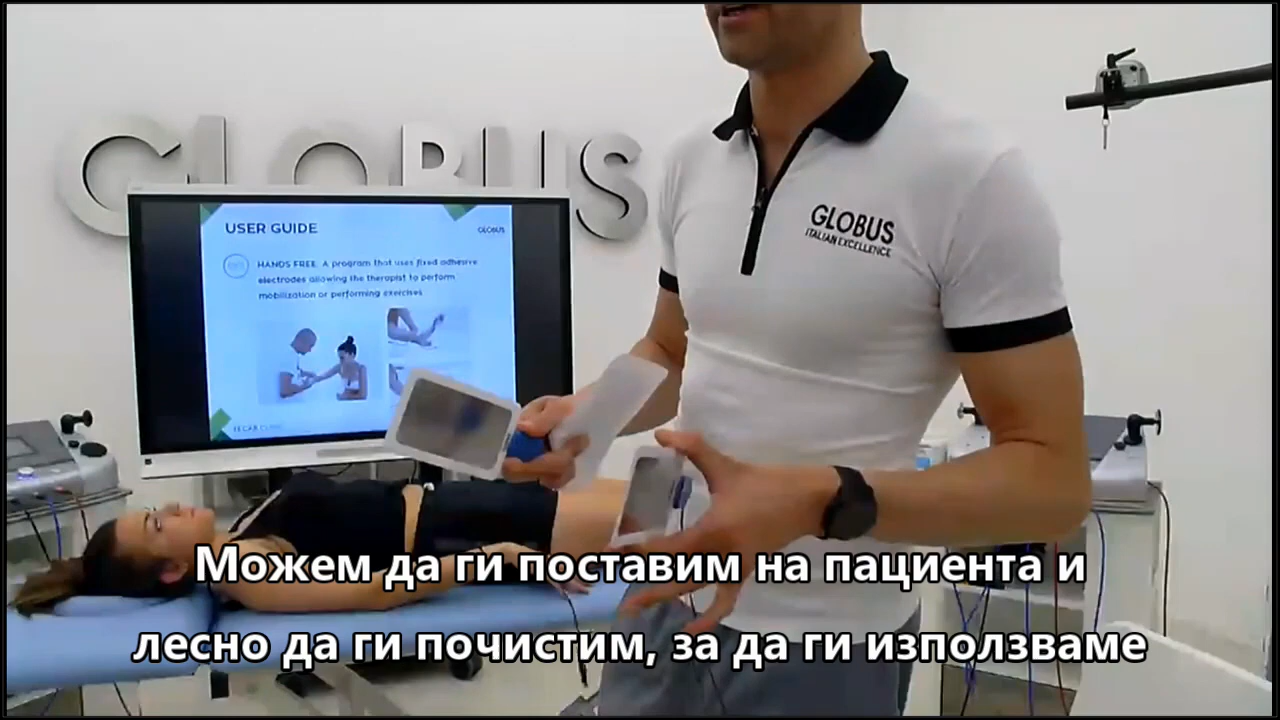 GLOBUS
USER GUIDE
GLOBUS
HANDS FREE: A program that uses fixed adhesive
electrodes allowing the therapist to perform
mobilization or performing exercises
GLOBUS
ITALIAN EXCELLENCE
Можем да ги поставим на пациента и
лесно да ги почистим, за да ги използваме